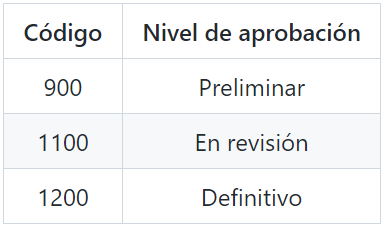 Código Nivel de aprobación
900 Preliminar
1100 En revisión
1200 Definitivo